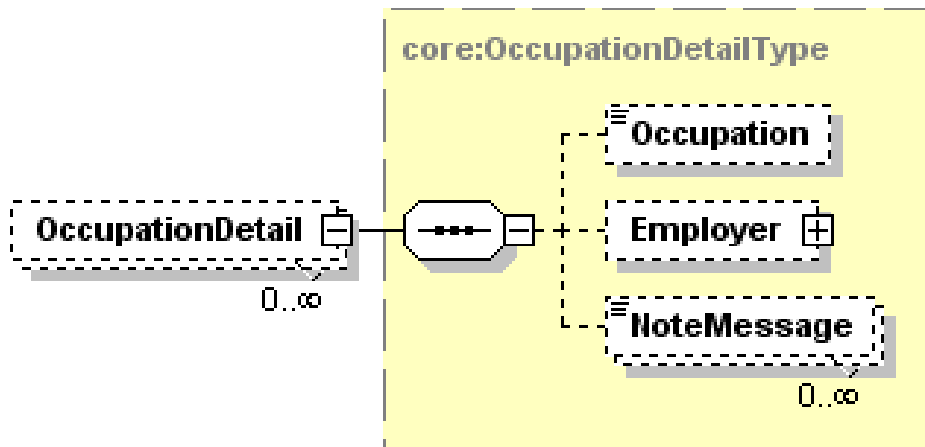 core:OccupationDetailType
Occupation
OccupationDetail
Employer
0..∞
NoteMessage
0..∞